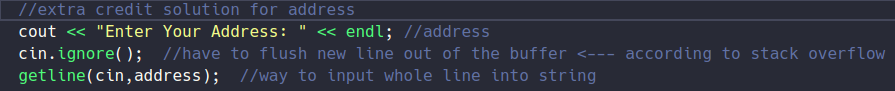 //extra credit solution for address
cout << "Enter Your Address: " << endl; //address
cin.ignore();  //have to flush new line out of the buffer <--- according to stack overflow
getline(cin,address);  //way to input whole line into string